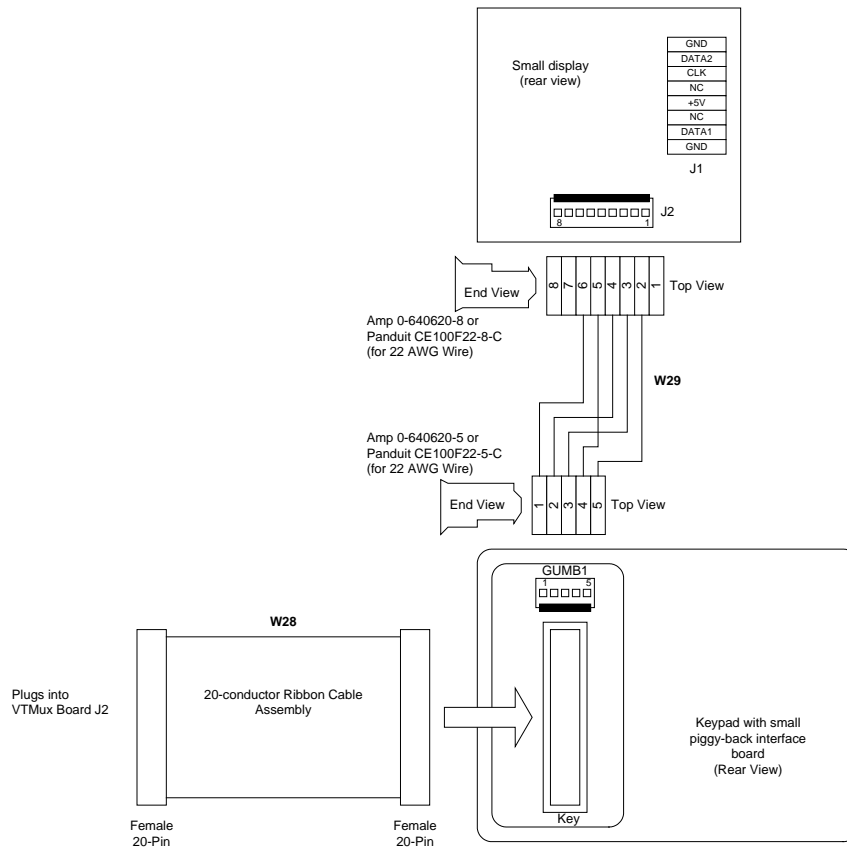 Small display
(rear view)
GND
DATA2
CLK
NC
+5V
NC
DATA1
GND
J1
J2
8
1
End View
8
7
6
5
4
3
2
1
Top View
Amp 0-640620-8 or
Panduit CE100F22-8-C
(for 22 AWG Wire)
W29
Amp 0-640620-5 or
Panduit CE100F22-5-C
(for 22 AWG Wire)
End View
1
2
3
4
5
Top View
GUMB1
1
5
W28
Plugs into
VTMux Board J2
20-conductor Ribbon Cable
Assembly
Keypad with small
piggy-back interface
board
(Rear View)
Key
Female
20-Pin
Female
20-Pin